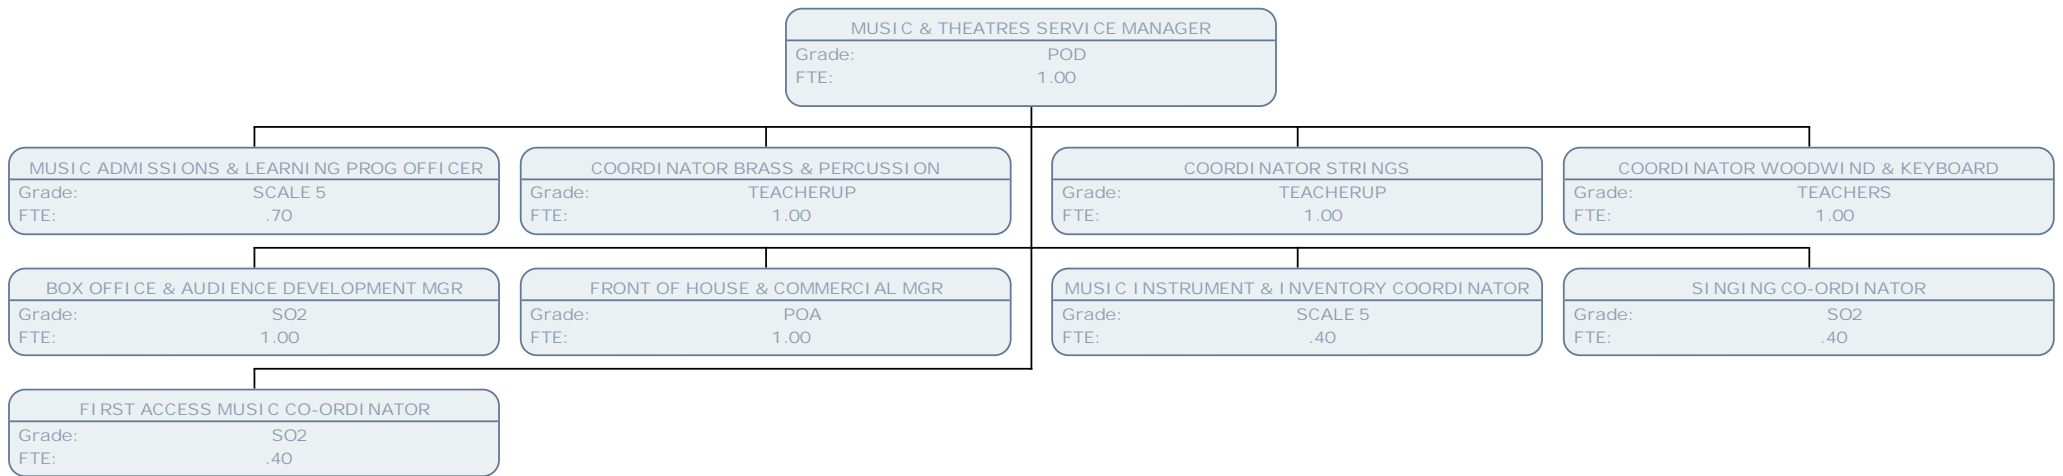 MUSIC & THEATRES SERVICE MANAGER
Grade: POD
FTE: 1.00
MUSIC ADMISSIONS & LEARNING PROG OFFICER
Grade: SCALE 5
FTE: .70
COORDINATOR BRASS & PERCUSSION
Grade: TEACHERUP
FTE: 1.00
COORDINATOR STRINGS
Grade: TEACHERUP
FTE: 1.00
COORDINATOR WOODWIND & KEYBOARD
Grade: TEACHERS
FTE: 1.00
BOX OFFICE & AUDIENCE DEVELOPMENT MGR
Grade: SO2
FTE: 1.00
FRONT OF HOUSE & COMMERCIAL MGR
Grade: POA
FTE: 1.00
MUSIC INSTRUMENT & INVENTORY COORDINATOR
Grade: SCALE 5
FTE: .40
SINGING CO-ORDINATOR
Grade: SO2
FTE: .40
FIRST ACCESS MUSIC CO-ORDINATOR
Grade: SO2
FTE: .40